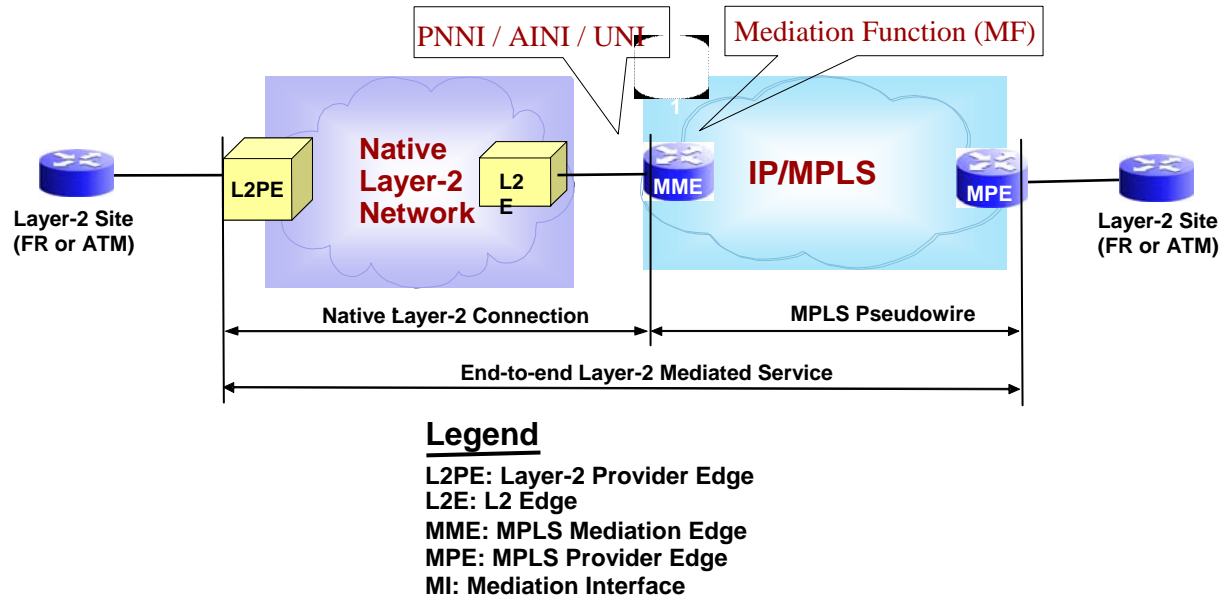 PNNI / AINI / UNI
Mediation Function (MF)
1
Native
Layer-2
Network
L2PE
L2
E
MME
IP/MPLS
MPE
Layer-2 Site
(FR or ATM)
Layer-2 Site
(FR or ATM)
Native Layer-2 Connection
MPLS Pseudowire
End-to-end Layer-2 Mediated Service
Legend
L2PE: Layer-2 Provider Edge
L2E: L2 Edge
MME: MPLS Mediation Edge
MPE: MPLS Provider Edge
MI: Mediation Interface